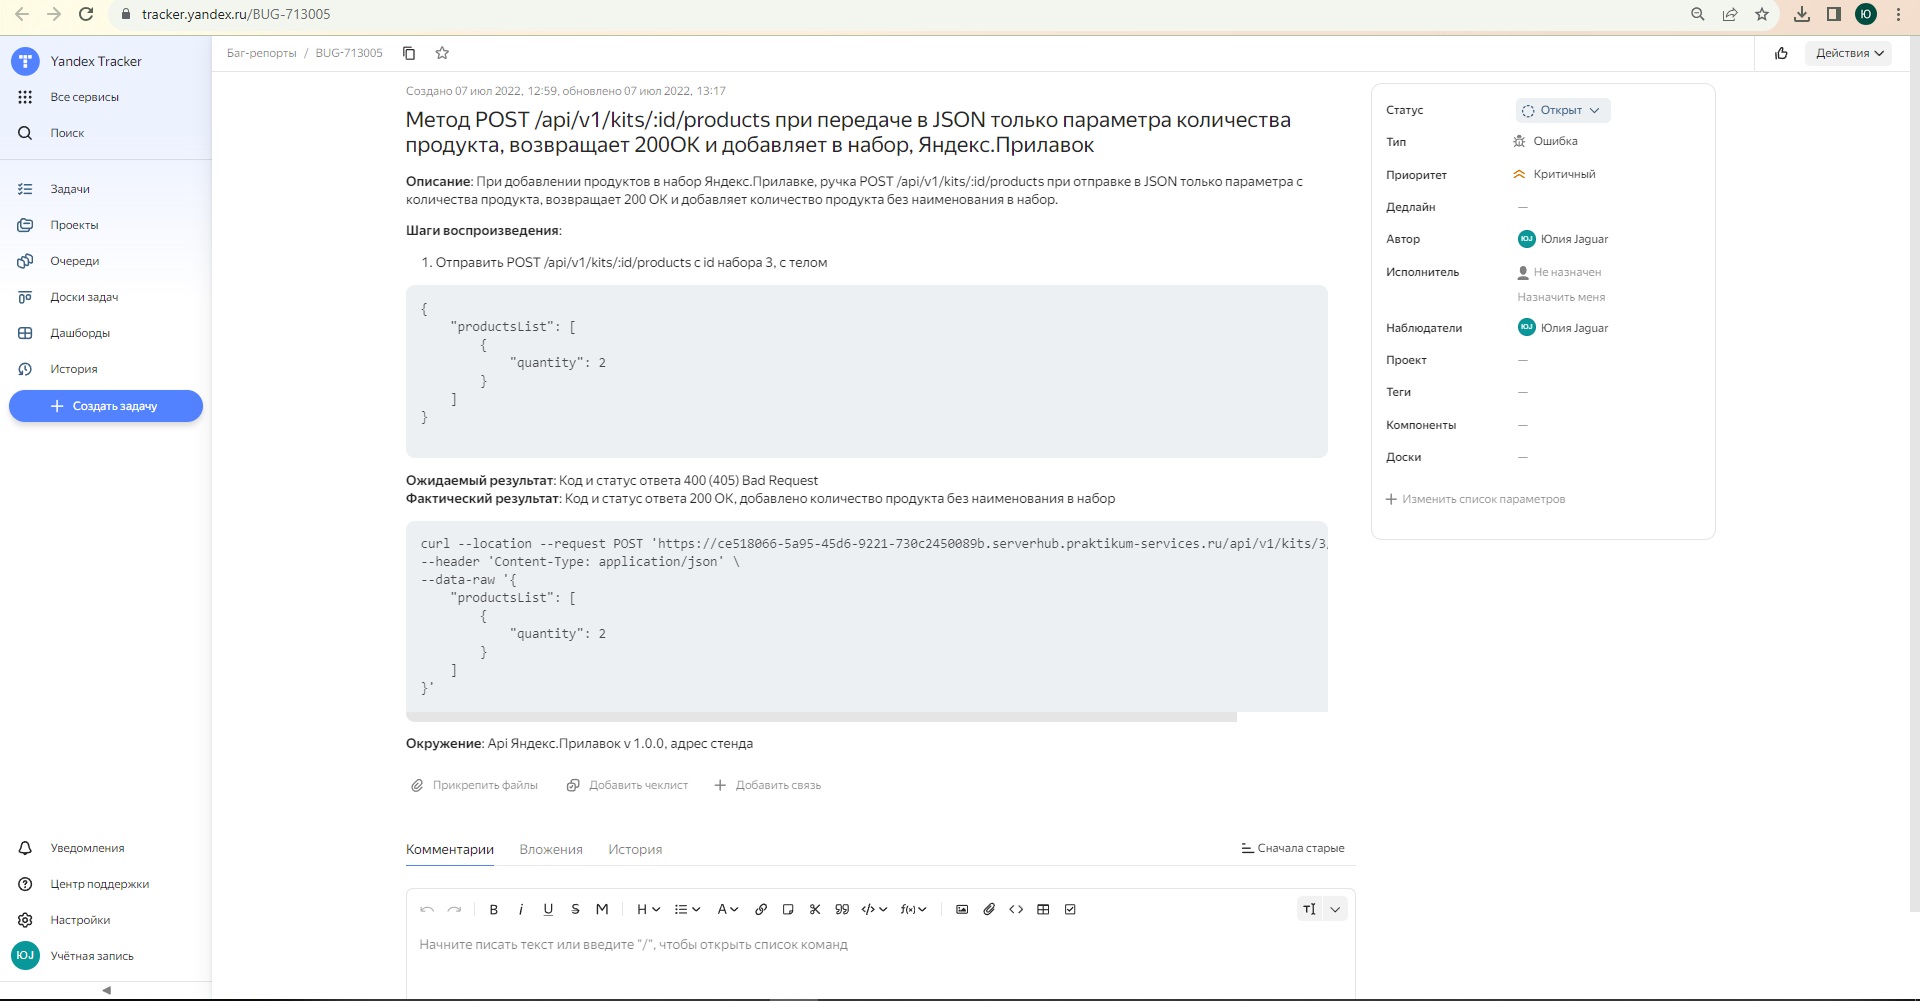 tracker.yandex.ru/BUG-713005
Ю
Yandex Tracker
Все сервисы
Поиск
Задачи
Проекты
Очереди
Доски задач
Дашборды
История
Создать задачу
Уведомления
Центр поддержки
Настройки
ЮJ Учётная запись
Баг-репорты / BUG-713005
Действия
Создано 07 июл 2022, 12:59, обновлено 07 июл 2022, 13:17
Метод POST /api/v1/kits/:id/products при передаче в JSON только параметра количества
продукта, возвращает 200ОК и добавляет в набор, Яндекс.Прилавок
Описание: При добавлении продуктов в набор Яндекс.Прилавке, ручка POST /api/v1/kits/:id/products при отправке в JSON только параметра с
количества продукта, возвращает 200 ОК и добавляет количество продукта без наименования в набор.
Шаги воспроизведения:
1. Отправить POST /api/v1/kits/:id/products с id набора 3, с телом
{
"productsList": [
{
"quantity": 2
}
]
}
Ожидаемый результат: Код и статус ответа 400 (405) Bad Request
Фактический результат: Код и статус ответа 200 ОК, добавлено количество продукта без наименования в набор
curl --location --request POST 'https://ce518066-5a95-45d6-9221-730c2450089b.serverhub.praktikum-services.ru/api/v1/kits/3
--header 'Content-Type: application/json' \
--data-raw '{
"productsList": [
{
"quantity": 2
}
]
}'
Окружение: Api Яндекс.Прилавок v 1.0.0, адрес стенда
Прикрепить файлы Добавить чеклист Добавить связь
Комментарии Вложения История
Сначала старые
B i U S M H A f(x) TI
Начните писать текст или введите "/", чтобы открыть список команд
Статус Открыт
Тип Ошибка
Приоритет Критичный
Дедлайн —
Автор ЮJ Юлия Jaguar
Исполнитель Не назначен
Назначить меня
Наблюдатели ЮJ Юлия Jaguar
Проект —
Теги —
Компоненты —
Доски —
Изменить список параметров